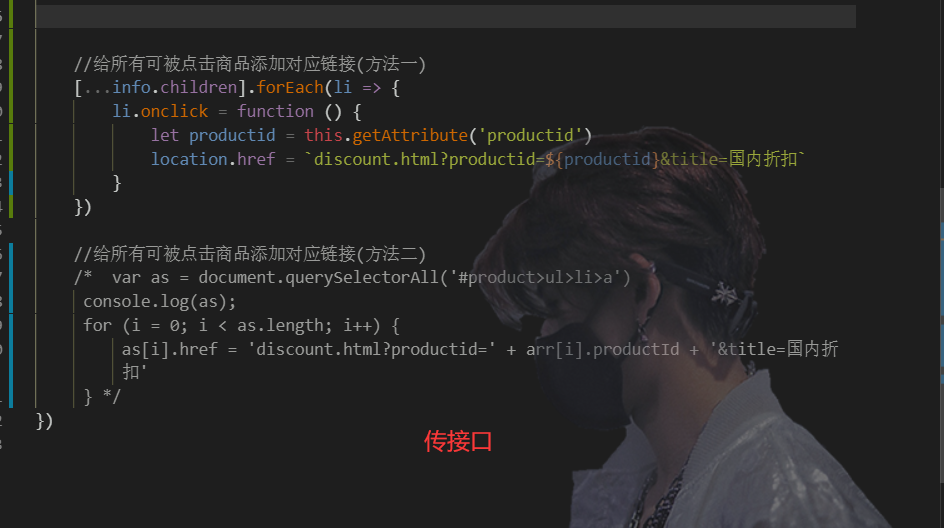 //给所有可被点击商品添加对应链接(方法一)
[...info.children].forEach(li => {
li.onclick = function () {
let productid = this.getAttribute('productid')
location.href = `discount.html?productid=${productid}&title=国内折扣`
}
})
//给所有可被点击商品添加对应链接(方法二)
/*  var as = document.querySelectorAll('#product>ul>li>a')
console.log(as);
for (i = 0; i < as.length; i++) {
as[i].href = 'discount.html?productid=' + arr[i].productId + '&title=国内折
扣'
} */
})
传接口